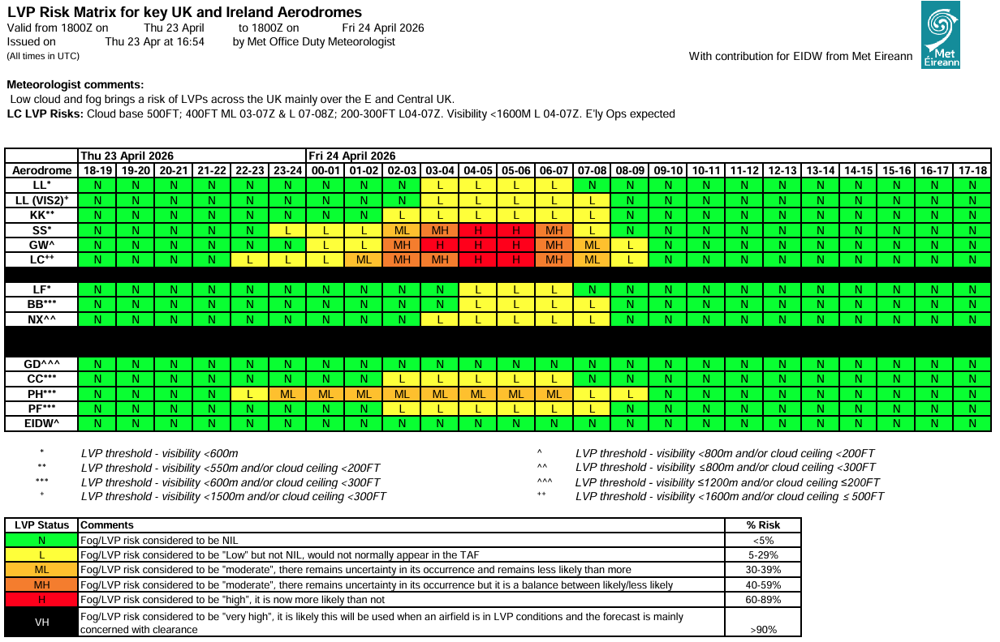 LVP Risk Matrix for key UK and Ireland Aerodromes
Valid from 1800Z on Thu 23 April to 1800Z on Fri 24 April 2026
Issued on Thu 23 Apr at 16:54 by Met Office Duty Meteorologist
(All times in UTC)
With contribution for EIDW from Met Eireann
Met
Éireann
Meteorologist comments:
Low cloud and fog brings a risk of LVPs across the UK mainly over the E and Central UK.
LC LVP Risks: Cloud base 500FT; 400FT ML 03-07Z & L 07-08Z; 200-300FT L04-07Z. Visibility <1600M L 04-07Z. E'ly Ops expected
Thu 23 April 2026 Fri 24 April 2026
Aerodrome 18-19 19-20 20-21 21-22 22-23 23-24 00-01 01-02 02-03 03-04 04-05 05-06 06-07 07-08 08-09 09-10 10-11 11-12 12-13 13-14 14-15 15-16 16-17 17-18
LL* N N N N N N N N N L L L L N N N N N N N N N N N
LL (VIS2)+ N N N N N N N N N L L L L L N N N N N N N N N N
KK** N N N N N N N N L L L L L L N N N N N N N N N N
SS* N N N N N L L L ML MH H H MH L N N N N N N N N N N
GW^ N N N N N N L L MH H H H MH ML L N N N N N N N N N
LC++ N N N N L L L ML MH MH H H MH ML L N N N N N N N N N
LF* N N N N N N N N N N L L L N N N N N N N N N N N
BB*** N N N N N N N N N N L L L L N N N N N N N N N N
NX^^ N N N N N N N N N L L L L L N N N N N N N N N N
GD^^^ N N N N N N N N N N N N N N N N N N N N N N N N
CC*** N N N N N N N N L L L L L N N N N N N N N N N N
PH*** N N N N L ML ML ML ML ML ML ML ML L L N N N N N N N N N
PF*** N N N N N N N N L L L L L L N N N N N N N N N N
EIDW^ N N N N N N N N N N N N N N N N N N N N N N N N
* LVP threshold - visibility <600m
^ LVP threshold - visibility <800m and/or cloud ceiling <200FT
** LVP threshold - visibility <550m and/or cloud ceiling <200FT
^^ LVP threshold - visibility ≤800m and/or cloud ceiling <300FT
*** LVP threshold - visibility <600m and/or cloud ceiling <300FT
^^^ LVP threshold - visibility ≤1200m and/or cloud ceiling ≤200FT
+ LVP threshold - visibility <1500m and/or cloud ceiling <300FT
++ LVP threshold - visibility <1600m and/or cloud ceiling ≤ 500FT
LVP Status Comments % Risk
N Fog/LVP risk considered to be NIL <5%
L Fog/LVP risk considered to be "Low" but not NIL, would not normally appear in the TAF 5-29%
ML Fog/LVP risk considered to be "moderate", there remains uncertainty in its occurrence and remains less likely than more 30-39%
MH Fog/LVP risk considered to be "moderate", there remains uncertainty in its occurrence but it is a balance between likely/less likely 40-59%
H Fog/LVP risk considered to be "high", it is now more likely than not 60-89%
VH Fog/LVP risk considered to be "very high", it is likely this will be used when an airfield is in LVP conditions and the forecast is mainly
concerned with clearance >90%